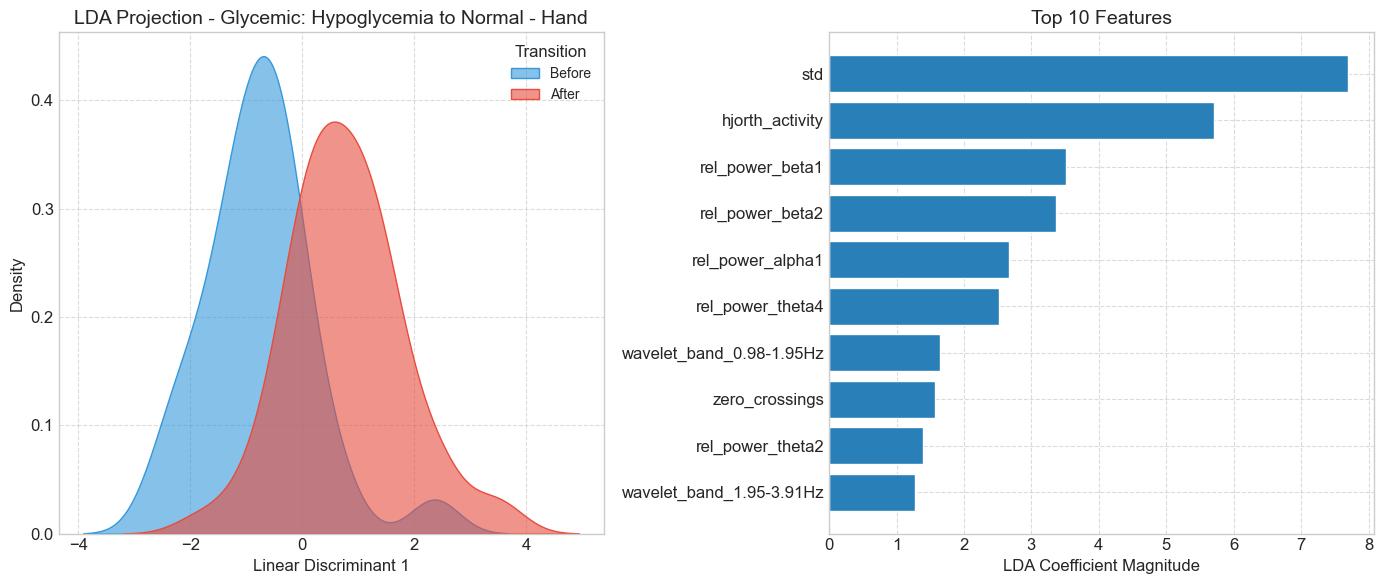 LDA Projection - Glycemic: Hypoglycemia to Normal - Hand
Transition
Before
After
Density
0.4
0.3
0.2
0.1
0.0
−4
−2
0
2
4
Linear Discriminant 1
Top 10 Features
std
hjorth_activity
rel_power_beta1
rel_power_beta2
rel_power_alpha1
rel_power_theta4
wavelet_band_0.98-1.95Hz
zero_crossings
rel_power_theta2
wavelet_band_1.95-3.91Hz
0
1
2
3
4
5
6
7
8
LDA Coefficient Magnitude